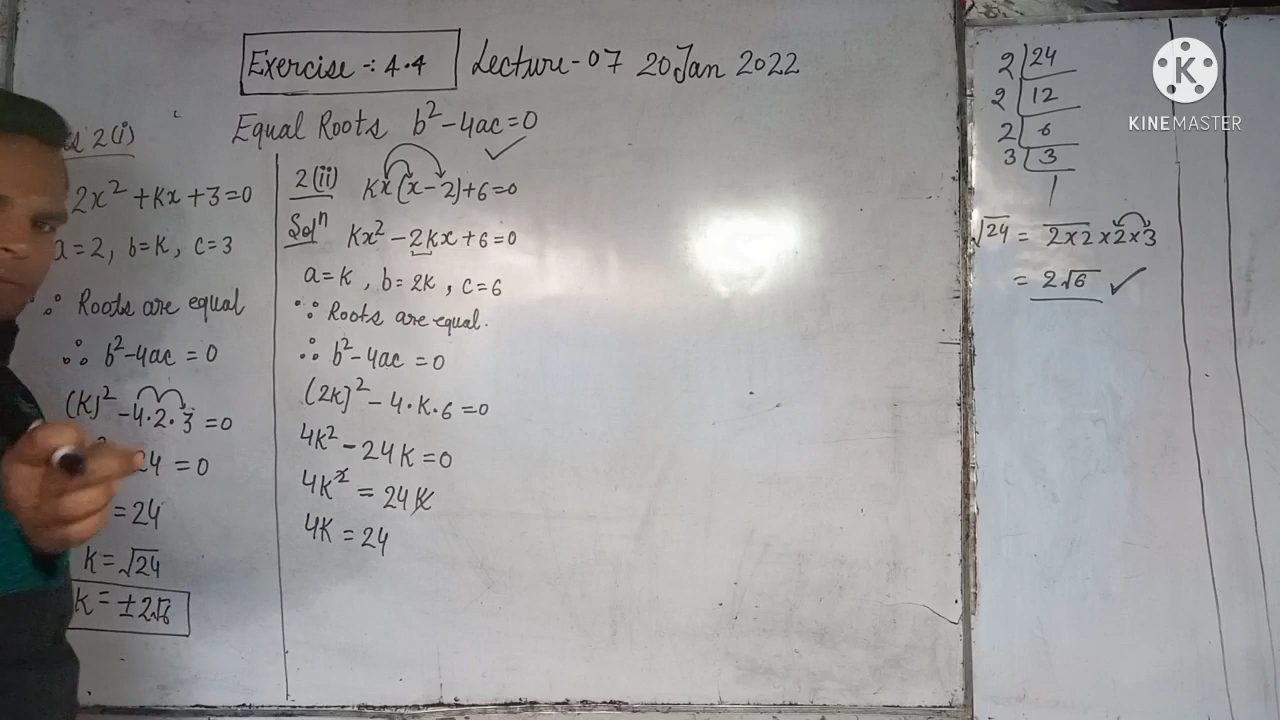 Exercise -: 4.4 Lecture-07 20 Jan 2022
Equal Roots b²-4ac=0 ✓
2(i)
2x²+kx+3=0
a=2, b=k, c=3
∵ Roots are equal
∴ b²-4ac=0
(k)²-4·2·3=0
24=0
=24
k=√24
k=±2√6
2(ii) kx(x-2)+6=0
Solⁿ kx²-2kx+6=0
a=k, b=2k, c=6
∵ Roots are equal.
∴ b²-4ac=0
(2k)²-4·k·6=0
4k²-24k=0
4k²=24k
4k=24
2|24
2|12
2|6
3|3
1
√24 = 2×2×2×3
= 2√6 ✓
K
KINEMASTER